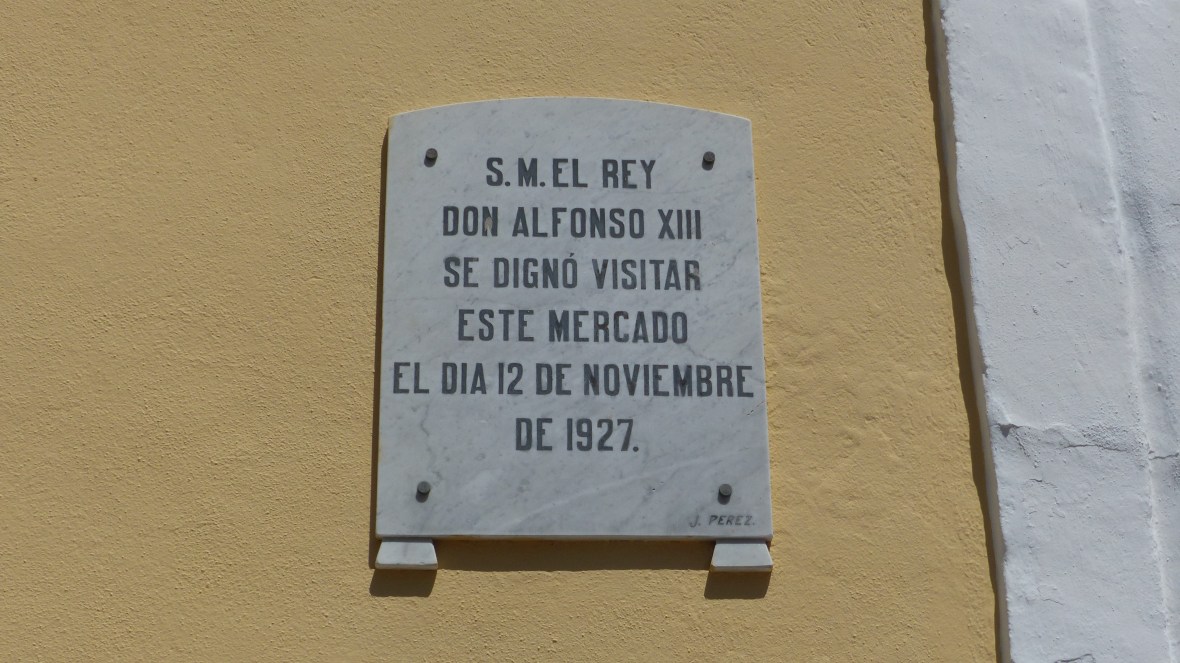 S.M. EL REY
DON ALFONSO XIII
SE DIGNÓ VISITAR
ESTE MERCADO
EL DIA 12 DE NOVIEMBRE
DE 1927.
J. PEREZ.